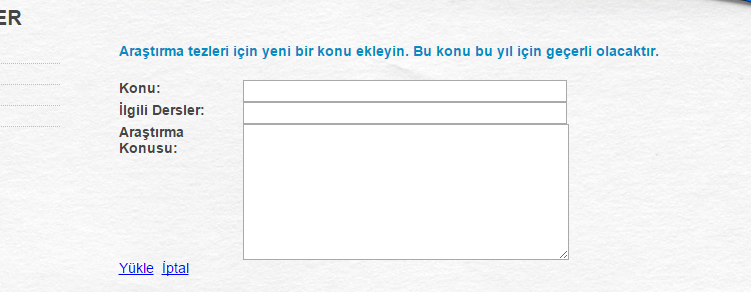 ER
Araştırma tezleri için yeni bir konu ekleyin. Bu konu bu yıl için geçerli olacaktır.
Konu:
İlgili Dersler:
Araştırma
Konusu:
Yükle İptal